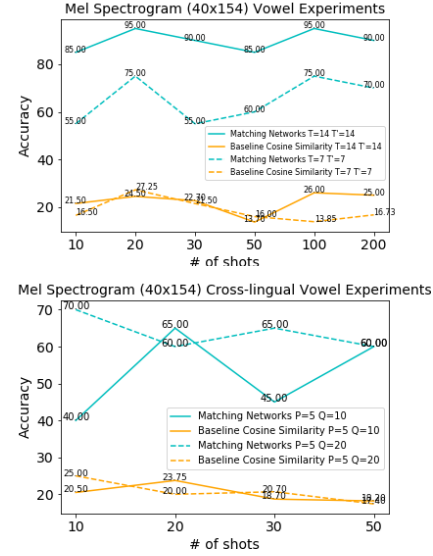 Mel Spectrogram (40x154) Vowel Experiments
95.00 95.00
85.00 90.00 85.00 90.00
80
75.00 75.00
70.00
60
55.00 55.00 60.00
Accuracy
Matching Networks T=14 T'=14
Baseline Cosine Similarity T=14 T'=14
Matching Networks T=7 T'=7
Baseline Cosine Similarity T=7 T'=7
40
27.25
21.50 24.50 22.70 21.50 26.00 25.00
20
16.50 16.00 13.70 13.85 16.73
10 20 30 50 100 200
# of shots
Mel Spectrogram (40x154) Cross-lingual Vowel Experiments
70
70.00
65.00 65.00
60
60.00 60.00
50
45.00
40
40.00
Accuracy
Matching Networks P=5 Q=10
Baseline Cosine Similarity P=5 Q=10
Matching Networks P=5 Q=20
Baseline Cosine Similarity P=5 Q=20
30
25.00 23.75
20.50 20.00 20.70 18.70 18.20 17.40
20
10 20 30 50
# of shots